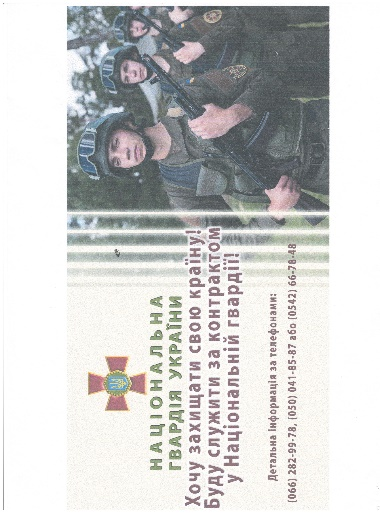 НАЦІОНАЛЬНА
ГВАРДІЯ УКРАЇНИ
Хочу захищати свою країну!
Буду служити за контрактом
у Національній гвардії!
Детальна інформація за телефонами:
(066) 282-99-78, (050) 041-85-87 або (0542) 66-78-48